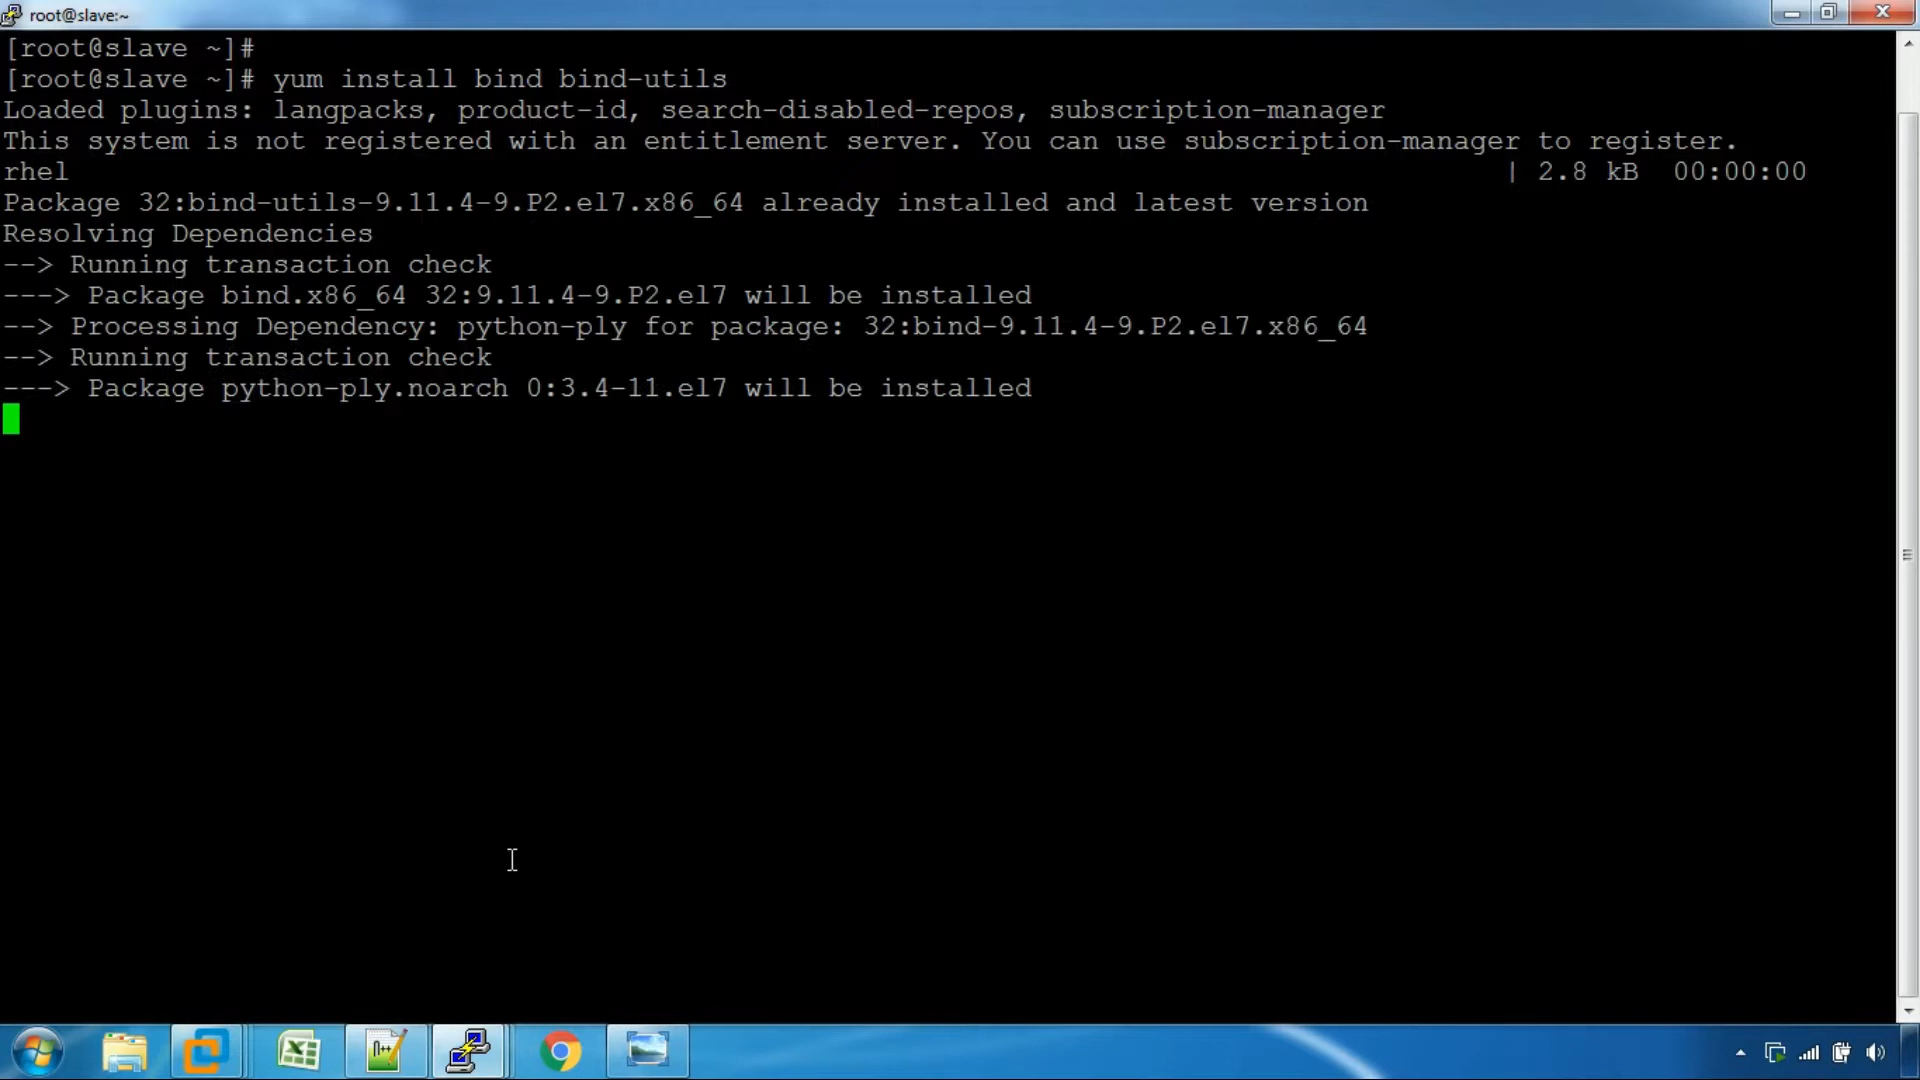 root@slave:~
[root@slave ~]#
[root@slave ~]# yum install bind bind-utils
Loaded plugins: langpacks, product-id, search-disabled-repos, subscription-manager
This system is not registered with an entitlement server. You can use subscription-manager to register.
rhel | 2.8 kB 00:00:00
Package 32:bind-utils-9.11.4-9.P2.el7.x86_64 already installed and latest version
Resolving Dependencies
--> Running transaction check
---> Package bind.x86_64 32:9.11.4-9.P2.el7 will be installed
--> Processing Dependency: python-ply for package: 32:bind-9.11.4-9.P2.el7.x86_64
--> Running transaction check
---> Package python-ply.noarch 0:3.4-11.el7 will be installed